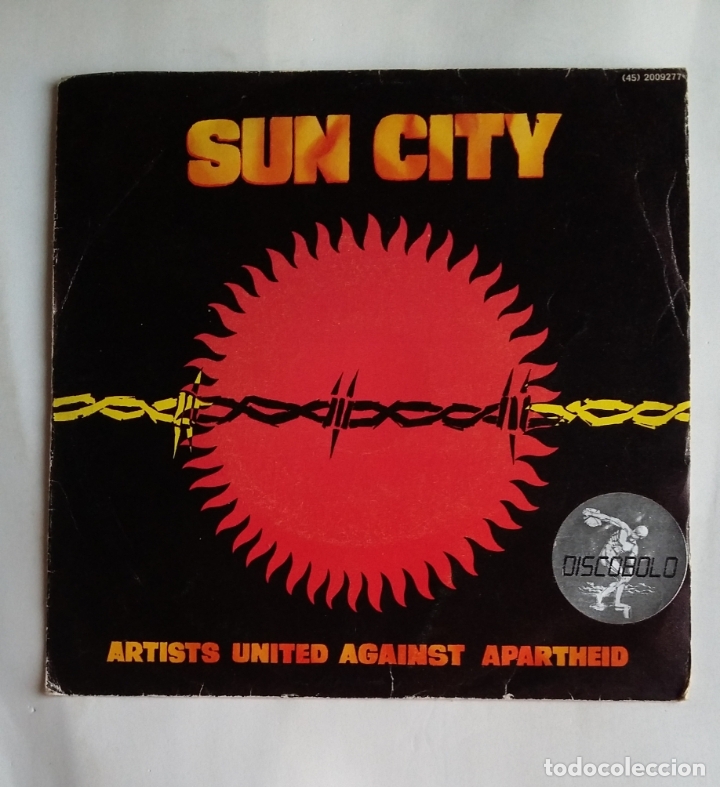 (45) 2009277
SUN CITY
DISCOBOLO
ARTISTS UNITED AGAINST APARTHEID
todocoleccion